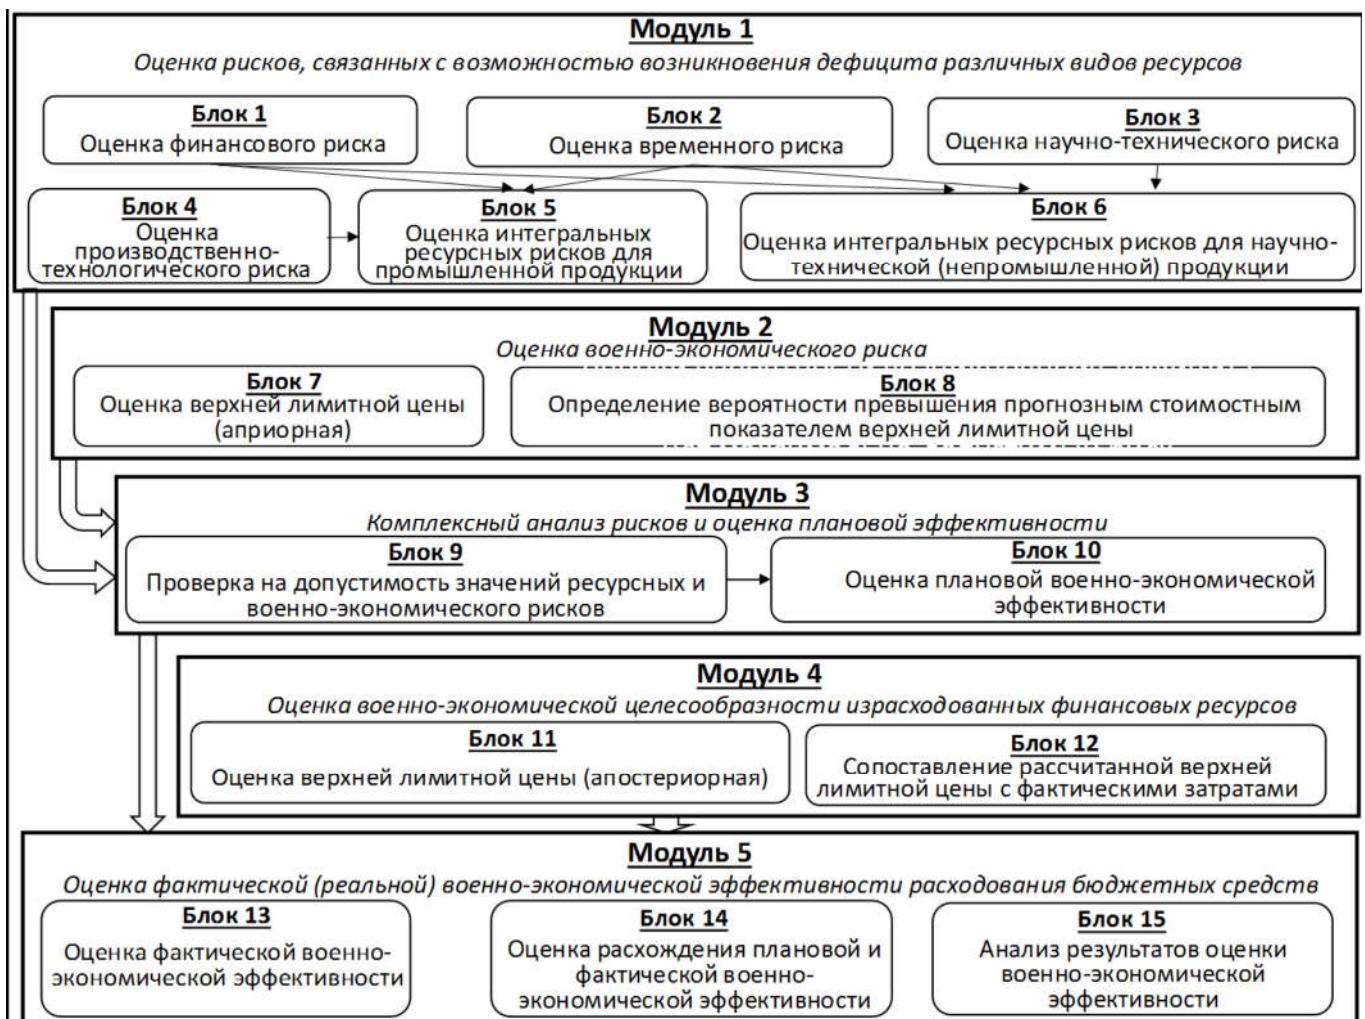 Модуль 1
Оценка рисков, связанных с возможностью возникновения дефицита различных видов ресурсов
Блок 1
Оценка финансового риска
Блок 2
Оценка временного риска
Блок 3
Оценка научно-технического риска
Блок 4
Оценка
производственно-
технологического риска
Блок 5
Оценка интегральных
ресурсных рисков для
промышленной продукции
Блок 6
Оценка интегральных ресурсных рисков для научно-
технической (непромышленной) продукции
Модуль 2
Оценка военно-экономического риска
Блок 7
Оценка верхней лимитной цены
(априорная)
Блок 8
Определение вероятности превышения прогнозным стоимостным
показателем верхней лимитной цены
Модуль 3
Комплексный анализ рисков и оценка плановой эффективности
Блок 9
Проверка на допустимость значений ресурсных и
военно-экономического рисков
Блок 10
Оценка плановой военно-экономической
эффективности
Модуль 4
Оценка военно-экономической целесообразности израсходованных финансовых ресурсов
Блок 11
Оценка верхней лимитной цены (апостериорная)
Блок 12
Сопоставление рассчитанной верхней
лимитной цены с фактическими затратами
Модуль 5
Оценка фактической (реальной) военно-экономической эффективности расходования бюджетных средств
Блок 13
Оценка фактической военно-
экономической эффективности
Блок 14
Оценка расхождения плановой и
фактической военно-
экономической эффективности
Блок 15
Анализ результатов оценки
военно-экономической
эффективности